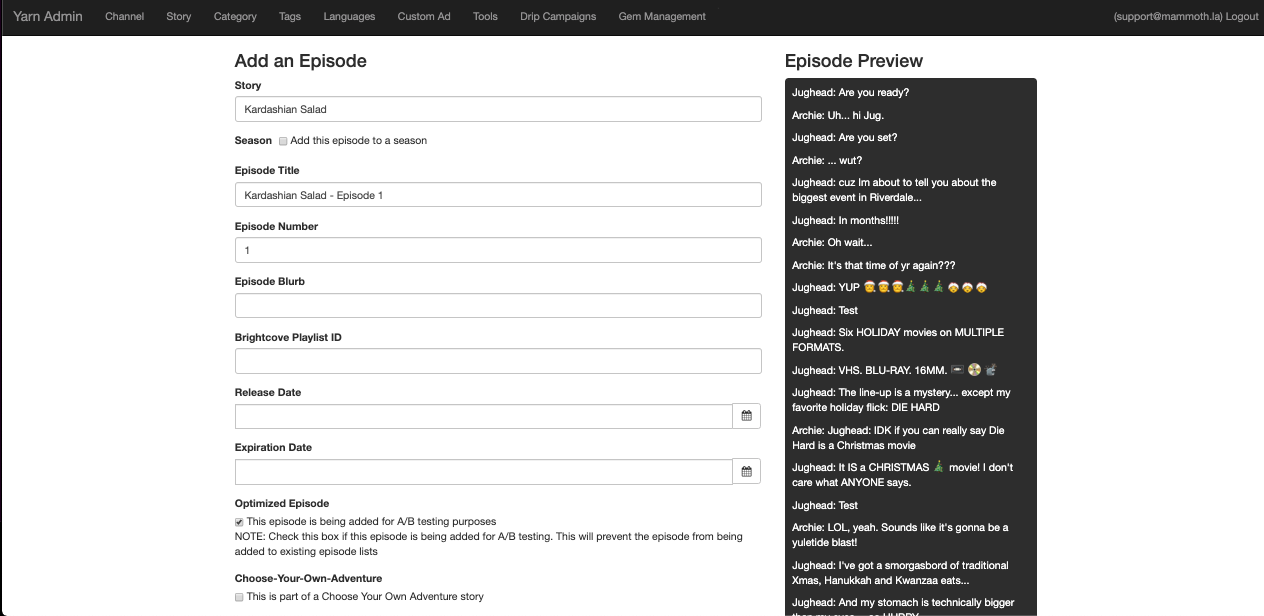 Yarn Admin Channel Story Category Tags Languages Custom Ad Tools Drip Campaigns Gem Management (support@mammoth.la) Logout
Add an Episode
Story
Kardashian Salad
Season Add this episode to a season
Episode Title
Kardashian Salad - Episode 1
Episode Number
1
Episode Blurb
Brightcove Playlist ID
Release Date
Expiration Date
Optimized Episode
This episode is being added for A/B testing purposes
NOTE: Check this box if this episode is being added for A/B testing. This will prevent the episode from being
added to existing episode lists
Choose-Your-Own-Adventure
This is part of a Choose Your Own Adventure story
Episode Preview
Jughead: Are you ready?
Archie: Uh... hi Jug.
Jughead: Are you set?
Archie: ... wut?
Jughead: cuz Im about to tell you about the
biggest event in Riverdale...
Jughead: In months!!!!!
Archie: Oh wait...
Archie: It's that time of yr again???
Jughead: YUP
Jughead: Test
Jughead: Six HOLIDAY movies on MULTIPLE
FORMATS.
Jughead: VHS. BLU-RAY. 16MM.
Jughead: The line-up is a mystery... except my
favorite holiday flick: DIE HARD
Archie: Jughead: IDK if you can really say Die
Hard is a Christmas movie
Jughead: It IS a CHRISTMAS 🎄 movie! I don't
care what ANYONE says.
Jughead: Test
Archie: LOL, yeah. Sounds like it's gonna be a
yuletide blast!
Jughead: I've got a smorgasbord of traditional
Xmas, Hanukkah and Kwanzaa eats...
Jughead: And my stomach is technically bigger